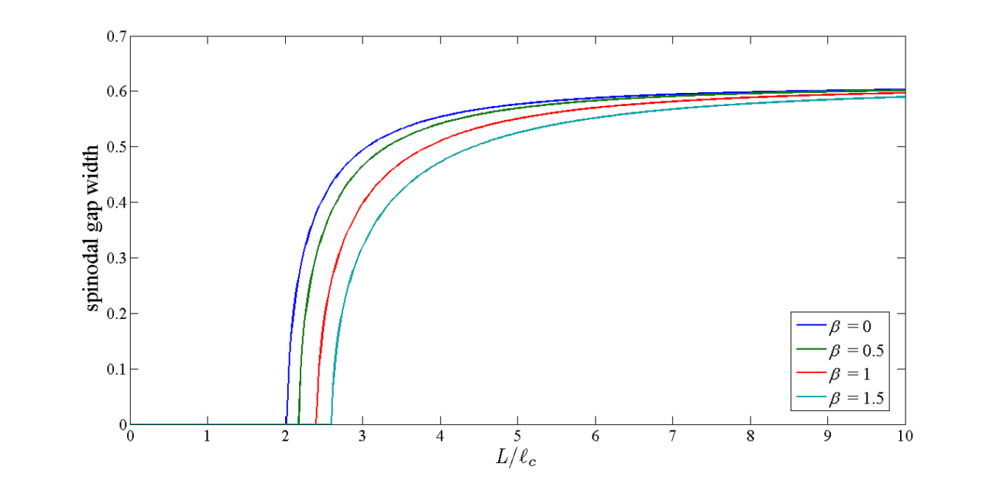 0.7
0.6
0.5
0.4
0.3
0.2
0.1
0
spinodal gap width
0 1 2 3 4 5 6 7 8 9 10
L/ℓc
β = 0
β = 0.5
β = 1
β = 1.5